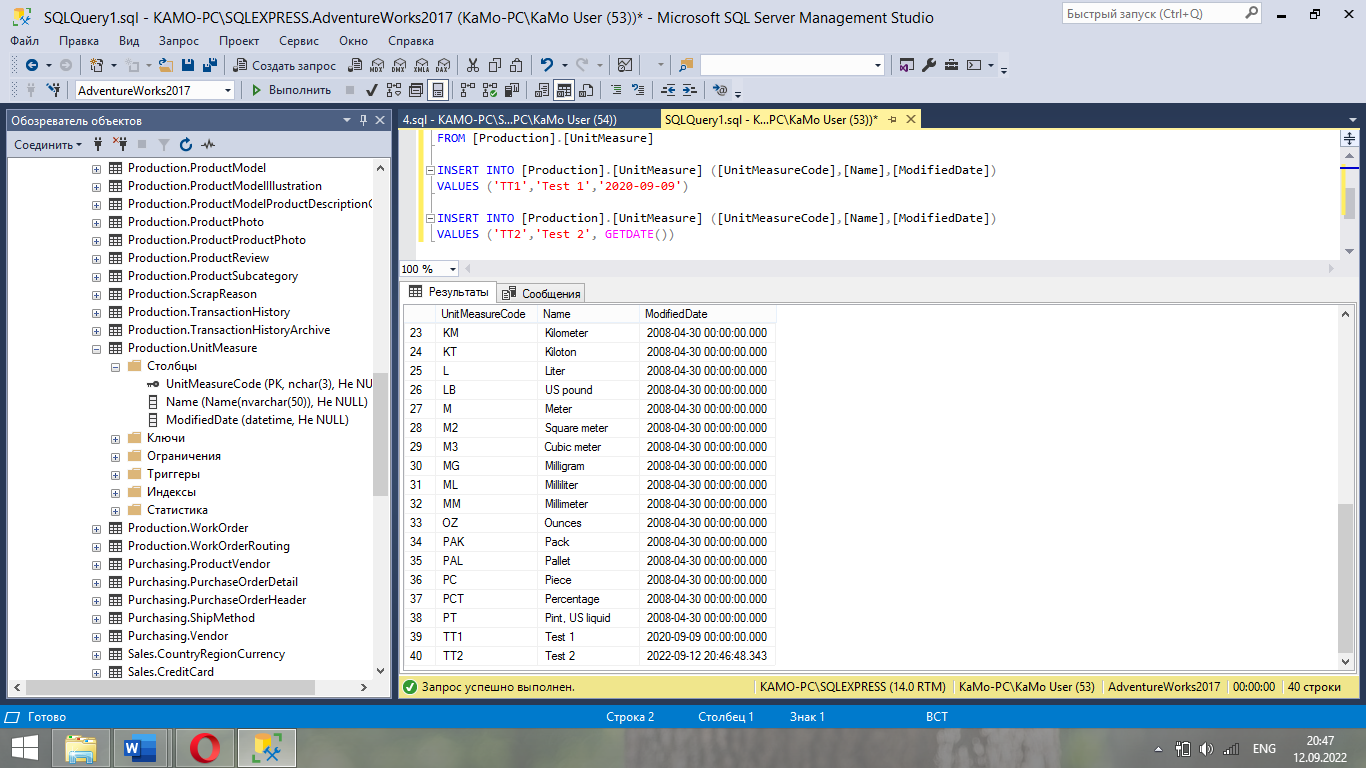 SQLQuery1.sql - KAMO-PC\SQLEXPRESS.AdventureWorks2017 (KaMo-PC\KaMo User (53))* - Microsoft SQL Server Management Studio
Быстрый запуск (Ctrl+Q)
Файл Правка Вид Запрос Проект Сервис Окно Справка
Создать запрос MDX DMX XMLA DAX
AdventureWorks2017 Выполнить
Обозреватель объектов
Соединить
Production.ProductModel
Production.ProductModelIllustration
Production.ProductModelProductDescriptionC
Production.ProductPhoto
Production.ProductProductPhoto
Production.ProductReview
Production.ProductSubcategory
Production.ScrapReason
Production.TransactionHistory
Production.TransactionHistoryArchive
Production.UnitMeasure
Столбцы
UnitMeasureCode (PK, nchar(3), Не NU
Name (Name(nvarchar(50)), Не NULL)
ModifiedDate (datetime, Не NULL)
Ключи
Ограничения
Триггеры
Индексы
Статистика
Production.WorkOrder
Production.WorkOrderRouting
Purchasing.ProductVendor
Purchasing.PurchaseOrderDetail
Purchasing.PurchaseOrderHeader
Purchasing.ShipMethod
Purchasing.Vendor
Sales.CountryRegionCurrency
Sales.CreditCard
4.sql - KAMO-PC\S...PC\KaMo User (54)) SQLQuery1.sql - K...PC\KaMo User (53))*
FROM [Production].[UnitMeasure]
INSERT INTO [Production].[UnitMeasure] ([UnitMeasureCode],[Name],[ModifiedDate])
VALUES ('TT1','Test 1','2020-09-09')
INSERT INTO [Production].[UnitMeasure] ([UnitMeasureCode],[Name],[ModifiedDate])
VALUES ('TT2','Test 2', GETDATE())
100 %
Результаты Сообщения
UnitMeasureCode Name ModifiedDate
23 KM Kilometer 2008-04-30 00:00:00.000
24 KT Kiloton 2008-04-30 00:00:00.000
25 L Liter 2008-04-30 00:00:00.000
26 LB US pound 2008-04-30 00:00:00.000
27 M Meter 2008-04-30 00:00:00.000
28 M2 Square meter 2008-04-30 00:00:00.000
29 M3 Cubic meter 2008-04-30 00:00:00.000
30 MG Milligram 2008-04-30 00:00:00.000
31 ML Milliliter 2008-04-30 00:00:00.000
32 MM Millimeter 2008-04-30 00:00:00.000
33 OZ Ounces 2008-04-30 00:00:00.000
34 PAK Pack 2008-04-30 00:00:00.000
35 PAL Pallet 2008-04-30 00:00:00.000
36 PC Piece 2008-04-30 00:00:00.000
37 PCT Percentage 2008-04-30 00:00:00.000
38 PT Pint, US liquid 2008-04-30 00:00:00.000
39 TT1 Test 1 2020-09-09 00:00:00.000
40 TT2 Test 2 2022-09-12 20:46:48.343
Запрос успешно выполнен. KAMO-PC\SQLEXPRESS (14.0 RTM) KaMo-PC\KaMo User (53) AdventureWorks2017 00:00:00 40 строки
Готово Строка 2 Столбец 1 Знак 1 ВСТ
ENG
20:47
12.09.2022